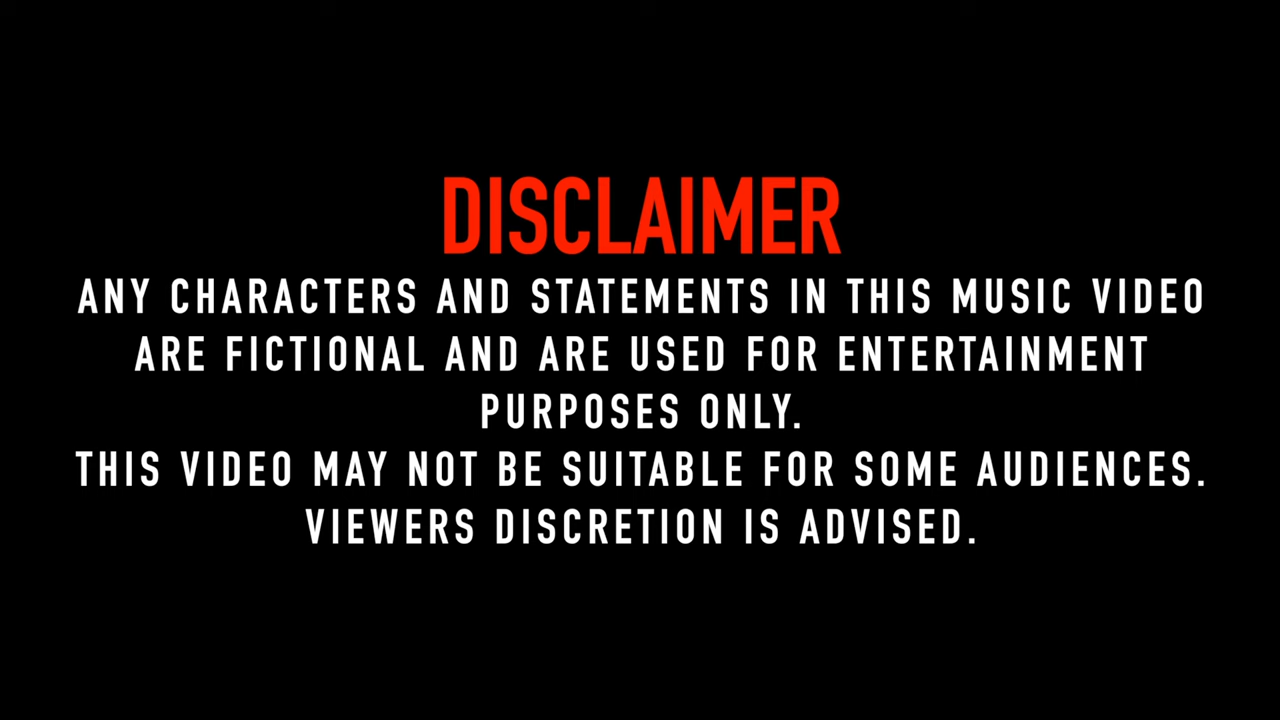 DISCLAIMER
ANY CHARACTERS AND STATEMENTS IN THIS MUSIC VIDEO
ARE FICTIONAL AND ARE USED FOR ENTERTAINMENT
PURPOSES ONLY.
THIS VIDEO MAY NOT BE SUITABLE FOR SOME AUDIENCES.
VIEWERS DISCRETION IS ADVISED.